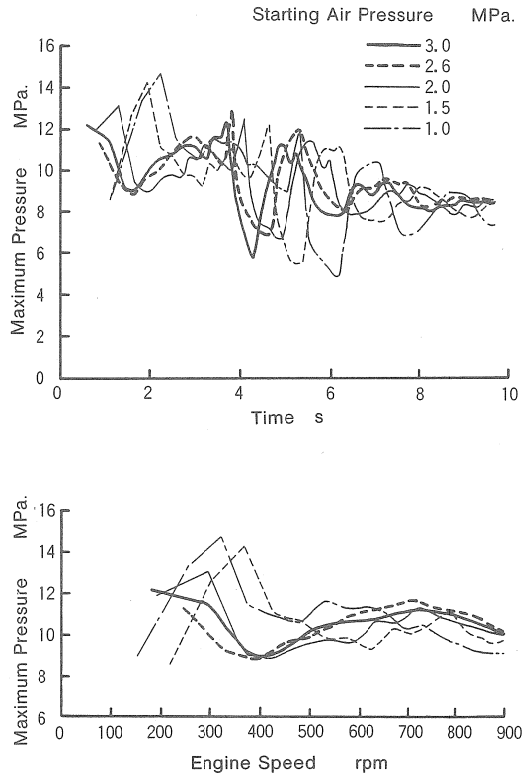 Starting Air Pressure MPa.
3.0
2.6
2.0
1.5
1.0
Maximum Pressure MPa.
16
14
12
10
8
6
4
2
0
0 2 4 6 8 10
Time s
Maximum Pressure MPa.
16
14
12
10
8
6
0 100 200 300 400 500 600 700 800 900
Engine Speed rpm